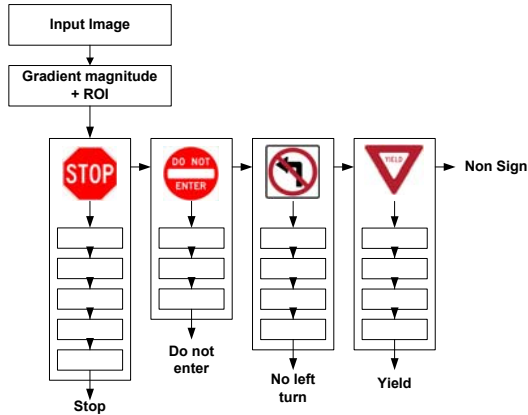 Input Image
Gradient magnitude
+ ROI
STOP
DO NOT
ENTER
YIELD
Non Sign
Do not
enter
No left
turn
Yield
Stop